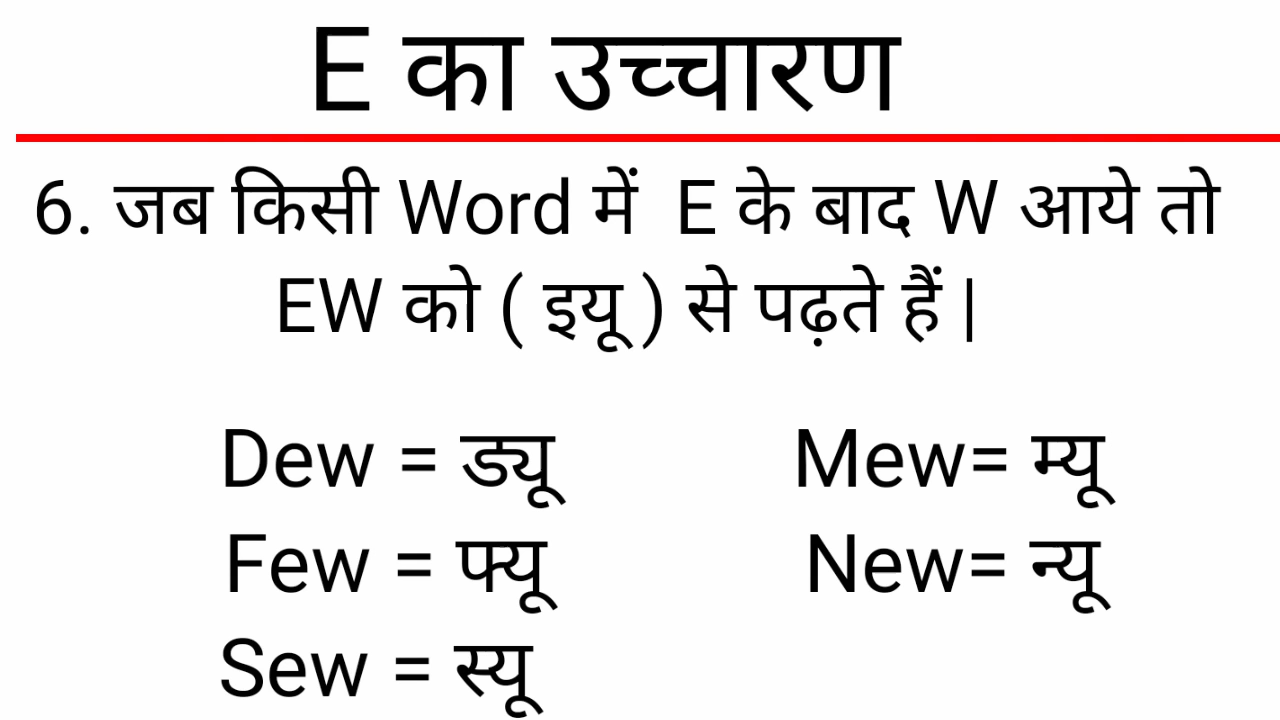 E का उच्चारण
6. जब किसी Word में E के बाद W आये तो
EW को ( इयू ) से पढ़ते हैं |
Dew = ड्यू Mew= म्यू
Few = फ्यू New= न्यू
Sew = स्यू